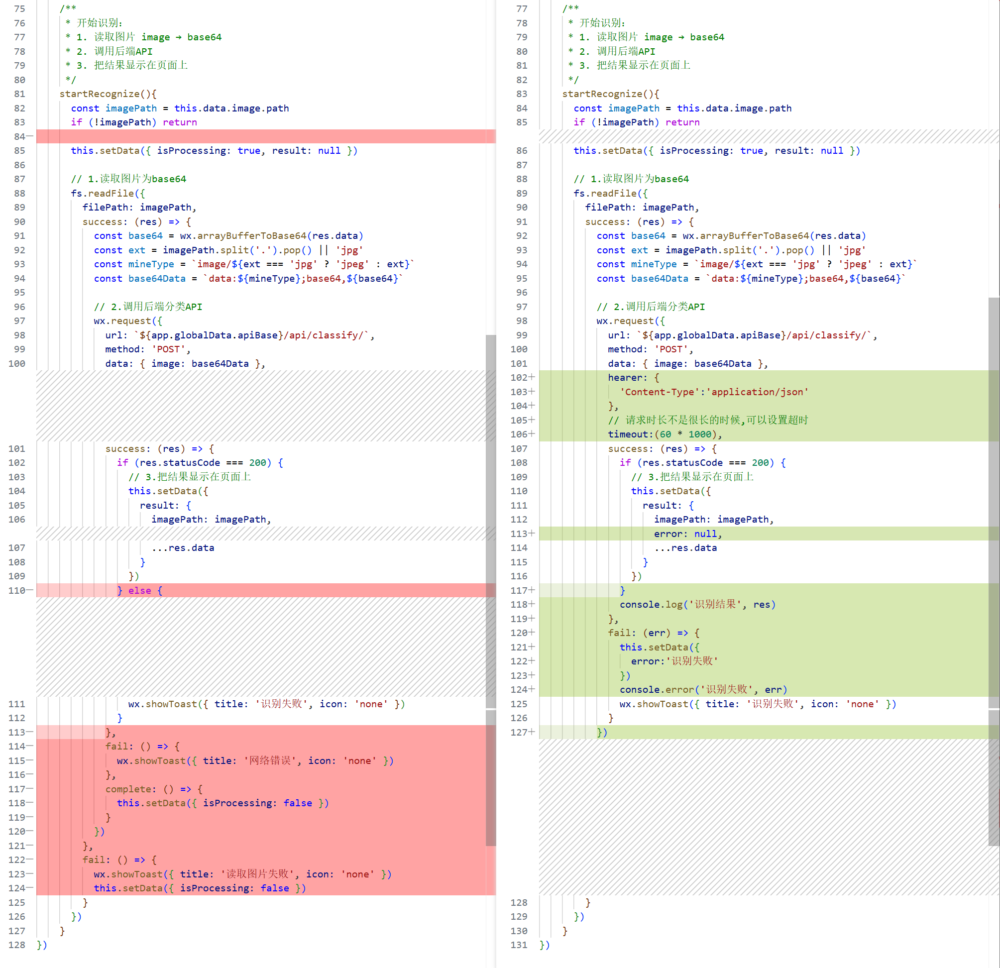 75 /**
76 * 开始识别:
77 * 1. 读取图片 image → base64
78 * 2. 调用后端API
79 * 3. 把结果显示在页面上
80 */
81 startRecognize(){
82 const imagePath = this.data.image.path
83 if (!imagePath) return
84—
85 this.setData({ isProcessing: true, result: null })
86
87 // 1.读取图片为base64
88 fs.readFile({
89 filePath: imagePath,
90 success: (res) => {
91 const base64 = wx.arrayBufferToBase64(res.data)
92 const ext = imagePath.split('.').pop() || 'jpg'
93 const mineType = `image/${ext === 'jpg' ? 'jpeg' : ext}`
94 const base64Data = `data:${mineType};base64,${base64}`
95
96 // 2.调用后端分类API
97 wx.request({
98 url: `${app.globalData.apiBase}/api/classify/`,
99 method: 'POST',
100 data: { image: base64Data },
101 success: (res) => {
102 if (res.statusCode === 200) {
103 // 3.把结果显示在页面上
104 this.setData({
105 result: {
106 imagePath: imagePath,
107 ...res.data
108 }
109 })
110— } else {
111 wx.showToast({ title: '识别失败', icon: 'none' })
112 }
113— },
114— fail: () => {
115— wx.showToast({ title: '网络错误', icon: 'none' })
116— },
117— complete: () => {
118— this.setData({ isProcessing: false })
119— }
120— })
121— },
122— fail: () => {
123— wx.showToast({ title: '读取图片失败', icon: 'none' })
124— this.setData({ isProcessing: false })
125 }
126 })
127 }
128 })
77 /**
78 * 开始识别:
79 * 1. 读取图片 image → base64
80 * 2. 调用后端API
81 * 3. 把结果显示在页面上
82 */
83 startRecognize(){
84 const imagePath = this.data.image.path
85 if (!imagePath) return
86 this.setData({ isProcessing: true, result: null })
87
88 // 1.读取图片为base64
89 fs.readFile({
90 filePath: imagePath,
91 success: (res) => {
92 const base64 = wx.arrayBufferToBase64(res.data)
93 const ext = imagePath.split('.').pop() || 'jpg'
94 const mineType = `image/${ext === 'jpg' ? 'jpeg' : ext}`
95 const base64Data = `data:${mineType};base64,${base64}`
96
97 // 2.调用后端分类API
98 wx.request({
99 url: `${app.globalData.apiBase}/api/classify/`,
100 method: 'POST',
101 data: { image: base64Data },
102+ hearer: {
103+ 'Content-Type':'application/json'
104+ },
105+ // 请求时长不是很长的时候,可以设置超时
106+ timeout:(60 * 1000),
107 success: (res) => {
108 if (res.statusCode === 200) {
109 // 3.把结果显示在页面上
110 this.setData({
111 result: {
112 imagePath: imagePath,
113+ error: null,
114 ...res.data
115 }
116 })
117+ }
118+ console.log('识别结果', res)
119+ },
120+ fail: (err) => {
121+ this.setData({
122+ error:'识别失败'
123+ })
124+ console.error('识别失败', err)
125 wx.showToast({ title: '识别失败', icon: 'none' })
126 }
127+ })
128 }
129 })
130 }
131 })